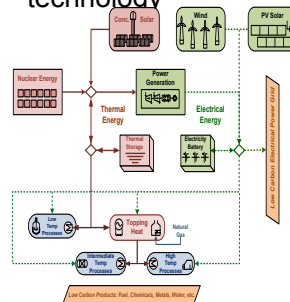 technology
Conc. Solar
Wind
PV Solar
Nuclear Energy
Power
Generation
Thermal
Energy
Electrical
Energy
Thermal
Storage
Electricity
Battery
Low Carbon Electrical Power Grid
Low
Temp
Processes
Topping
Heat
Natural
Gas
Intermediate
Temp
Processes
High
Temp
Processes
Low Carbon Products: Fuel, Chemicals, Metals, Water, etc.